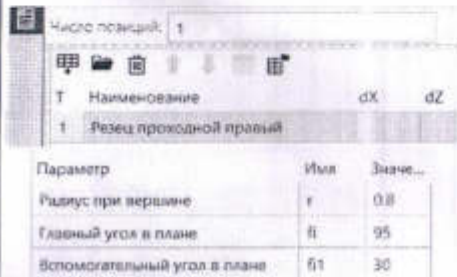 Число позиций: 1
T Наименование dX dZ
1 Резец проходной правый
Параметр Имя Значе...
Радиус при вершине r 0.8
Главный угол в плане fi 95
Вспомогательный угол в плане fi1 30